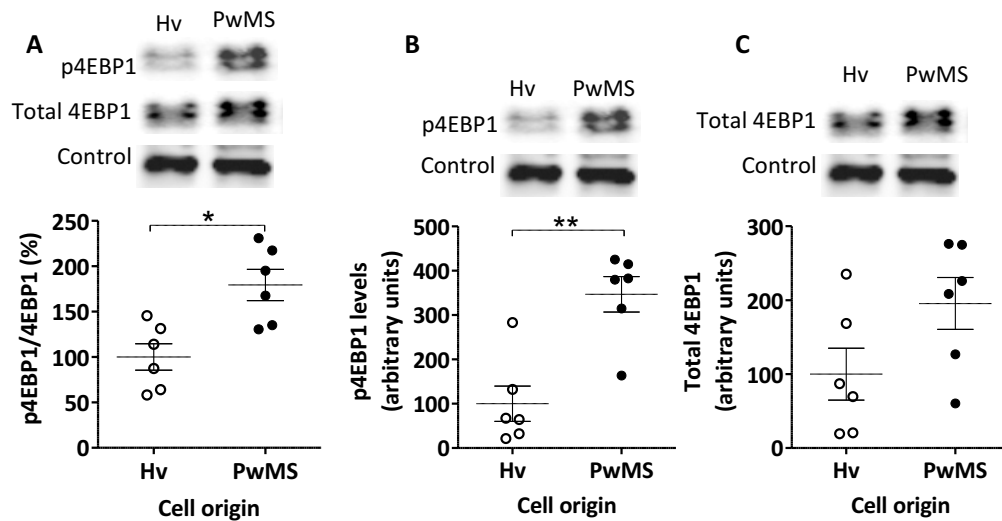 A
Hv PwMS
p4EBP1
Total 4EBP1
Control
p4EBP1/4EBP1 (%)
250
200
150
100
50
0
*
Hv PwMS
Cell origin
B
Hv PwMS
p4EBP1
Control
p4EBP1 levels
(arbitrary units)
500
400
300
200
100
0
**
Hv PwMS
Cell origin
C
Hv PwMS
Total 4EBP1
Control
Total 4EBP1
(arbitrary units)
300
200
100
0
Hv PwMS
Cell origin